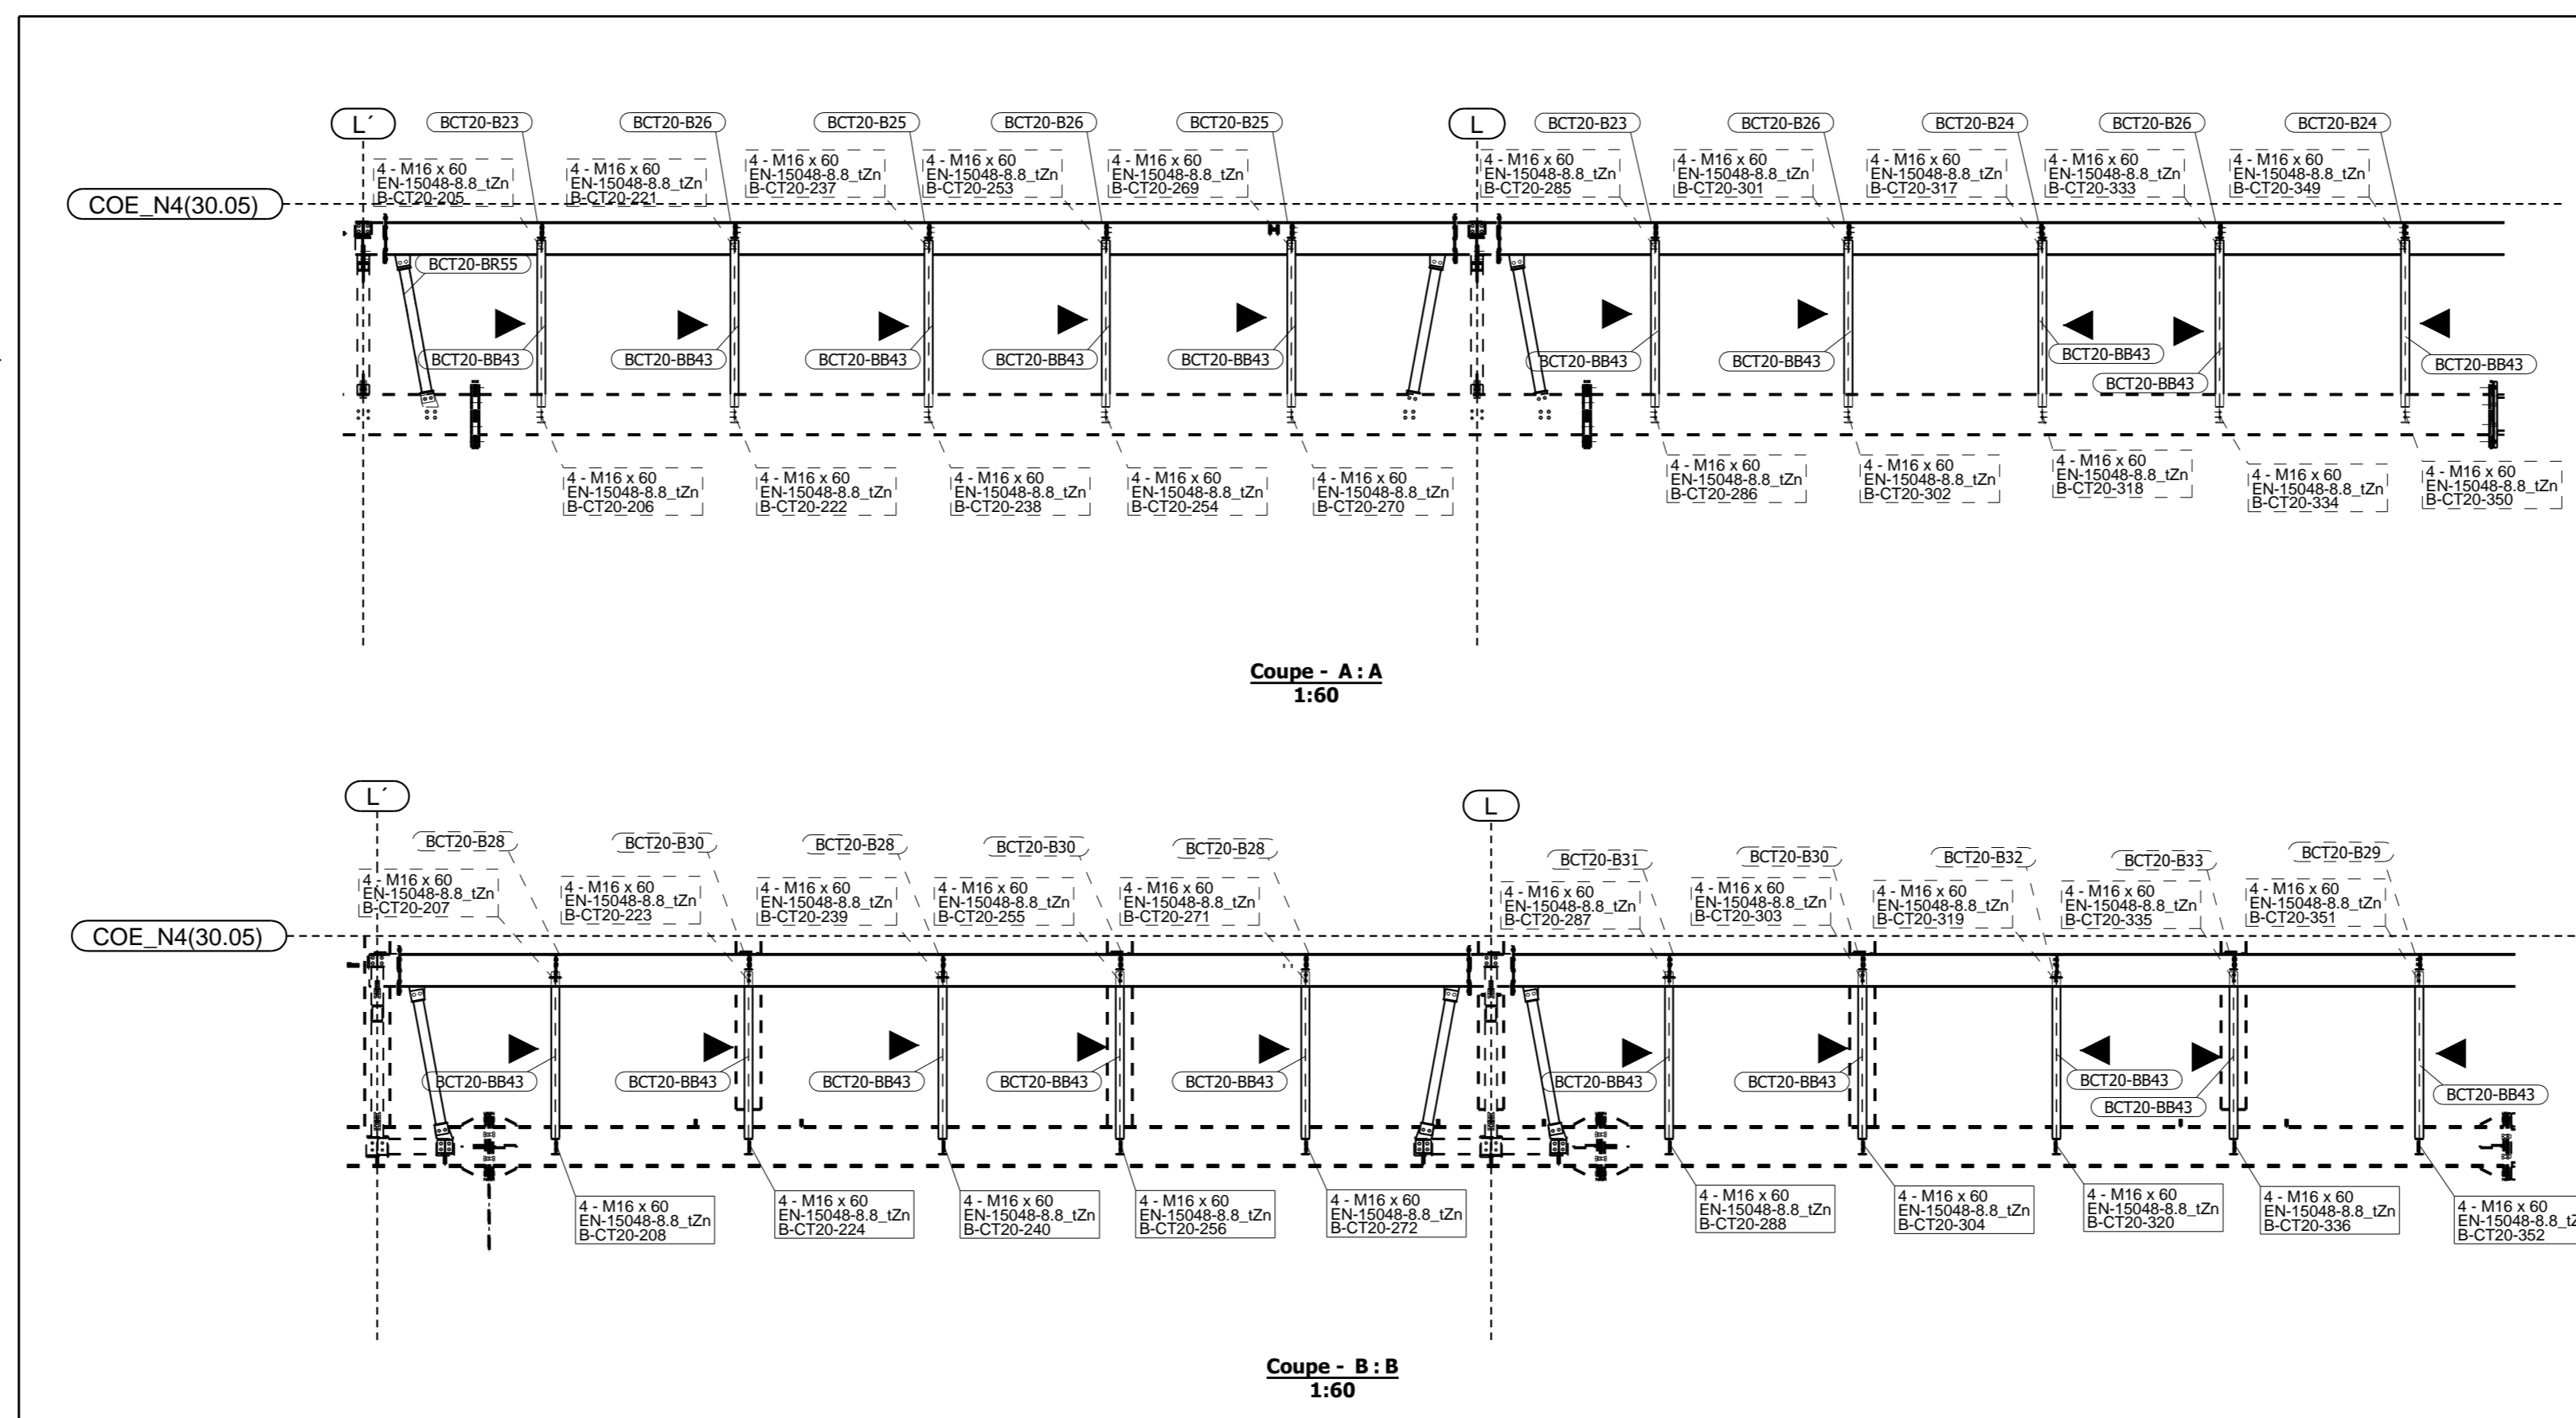 L´
BCT20-B23
BCT20-B26
BCT20-B25
BCT20-B26
BCT20-B25
L
BCT20-B23
BCT20-B26
BCT20-B24
BCT20-B26
BCT20-B24
4 - M16 x 60
EN-15048-8.8_tZn
B-CT20-205
4 - M16 x 60
EN-15048-8.8_tZn
B-CT20-221
4 - M16 x 60
EN-15048-8.8_tZn
B-CT20-237
4 - M16 x 60
EN-15048-8.8_tZn
B-CT20-253
4 - M16 x 60
EN-15048-8.8_tZn
B-CT20-269
4 - M16 x 60
EN-15048-8.8_tZn
B-CT20-285
4 - M16 x 60
EN-15048-8.8_tZn
B-CT20-301
4 - M16 x 60
EN-15048-8.8_tZn
B-CT20-317
4 - M16 x 60
EN-15048-8.8_tZn
B-CT20-333
4 - M16 x 60
EN-15048-8.8_tZn
B-CT20-349
COE_N4(30.05)
BCT20-BR55
BCT20-BB43
BCT20-BB43
BCT20-BB43
BCT20-BB43
BCT20-BB43
BCT20-BB43
BCT20-BB43
BCT20-BB43
BCT20-BB43
BCT20-BB43
4 - M16 x 60
EN-15048-8.8_tZn
B-CT20-206
4 - M16 x 60
EN-15048-8.8_tZn
B-CT20-222
4 - M16 x 60
EN-15048-8.8_tZn
B-CT20-238
4 - M16 x 60
EN-15048-8.8_tZn
B-CT20-254
4 - M16 x 60
EN-15048-8.8_tZn
B-CT20-270
4 - M16 x 60
EN-15048-8.8_tZn
B-CT20-286
4 - M16 x 60
EN-15048-8.8_tZn
B-CT20-302
4 - M16 x 60
EN-15048-8.8_tZn
B-CT20-318
4 - M16 x 60
EN-15048-8.8_tZn
B-CT20-334
4 - M16 x 60
EN-15048-8.8_tZn
B-CT20-350
Coupe - A : A
1:60
L´
L
BCT20-B28
BCT20-B30
BCT20-B28
BCT20-B30
BCT20-B28
BCT20-B31
BCT20-B30
BCT20-B32
BCT20-B33
BCT20-B29
4 - M16 x 60
EN-15048-8.8_tZn
B-CT20-207
4 - M16 x 60
EN-15048-8.8_tZn
B-CT20-223
4 - M16 x 60
EN-15048-8.8_tZn
B-CT20-239
4 - M16 x 60
EN-15048-8.8_tZn
B-CT20-255
4 - M16 x 60
EN-15048-8.8_tZn
B-CT20-271
4 - M16 x 60
EN-15048-8.8_tZn
B-CT20-287
4 - M16 x 60
EN-15048-8.8_tZn
B-CT20-303
4 - M16 x 60
EN-15048-8.8_tZn
B-CT20-319
4 - M16 x 60
EN-15048-8.8_tZn
B-CT20-335
4 - M16 x 60
EN-15048-8.8_tZn
B-CT20-351
COE_N4(30.05)
BCT20-BB43
BCT20-BB43
BCT20-BB43
BCT20-BB43
BCT20-BB43
BCT20-BB43
BCT20-BB43
BCT20-BB43
BCT20-BB43
BCT20-BB43
4 - M16 x 60
EN-15048-8.8_tZn
B-CT20-208
4 - M16 x 60
EN-15048-8.8_tZn
B-CT20-224
4 - M16 x 60
EN-15048-8.8_tZn
B-CT20-240
4 - M16 x 60
EN-15048-8.8_tZn
B-CT20-256
4 - M16 x 60
EN-15048-8.8_tZn
B-CT20-272
4 - M16 x 60
EN-15048-8.8_tZn
B-CT20-288
4 - M16 x 60
EN-15048-8.8_tZn
B-CT20-304
4 - M16 x 60
EN-15048-8.8_tZn
B-CT20-320
4 - M16 x 60
EN-15048-8.8_tZn
B-CT20-336
4 - M16 x 60
EN-15048-8.8_tZ
B-CT20-352
Coupe - B : B
1:60